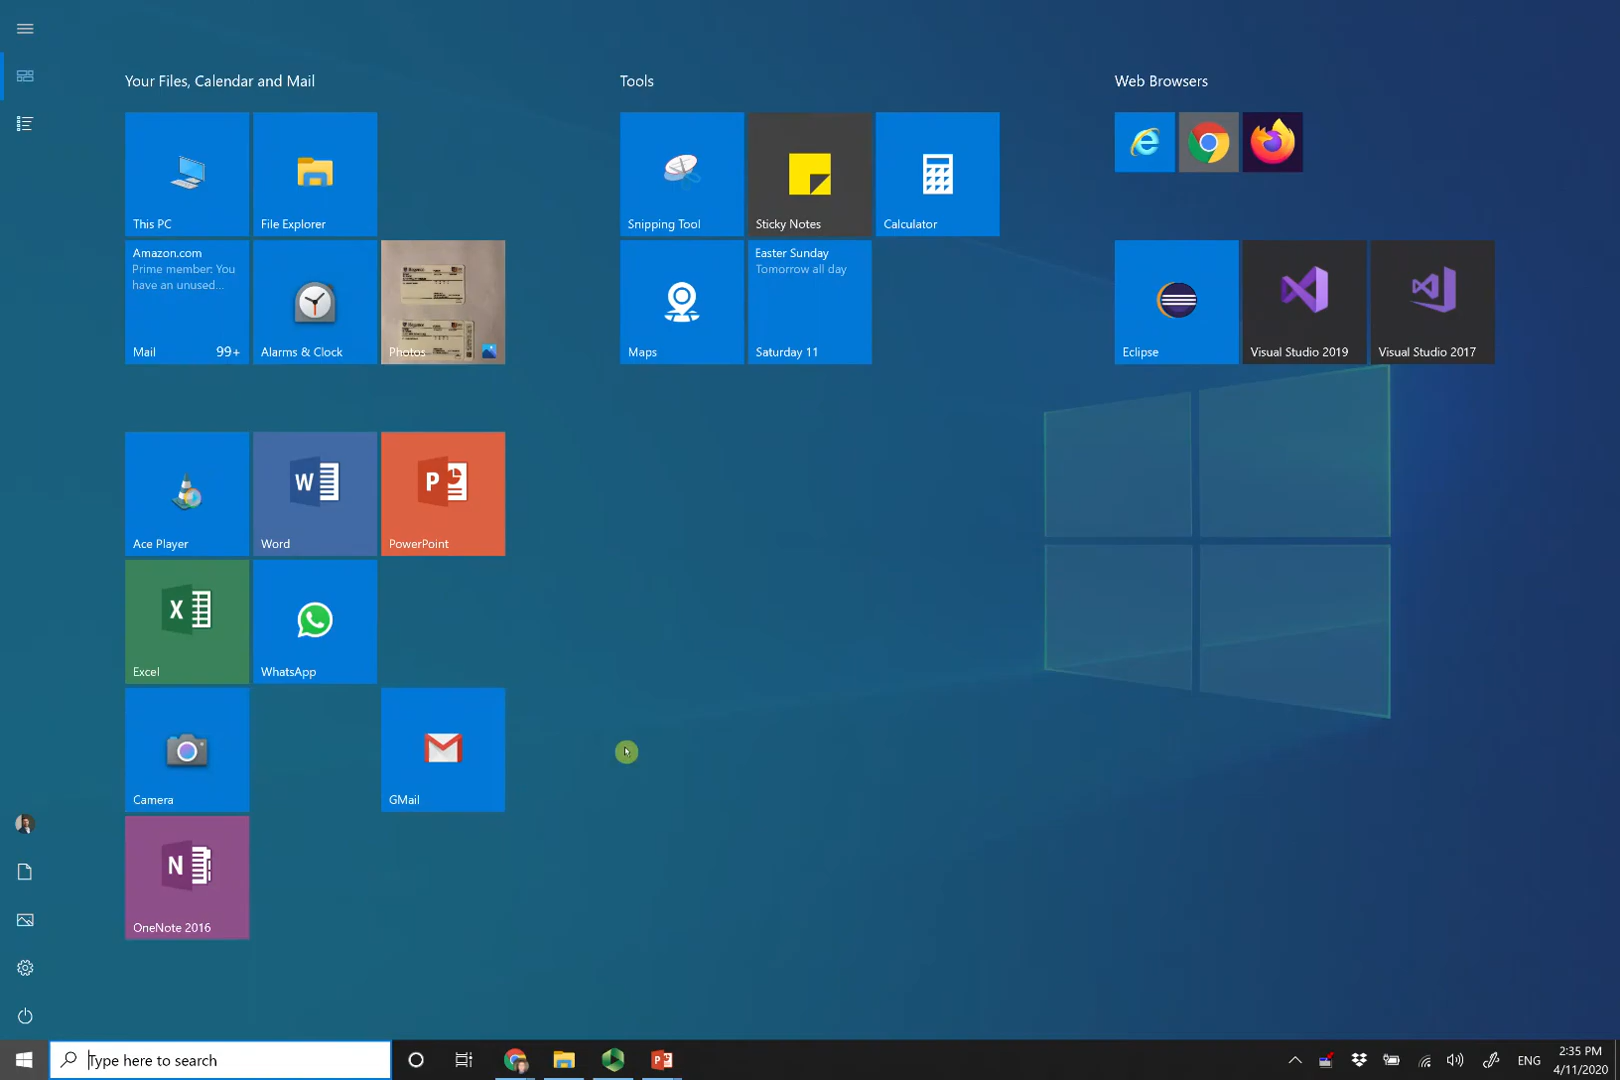 Your Files, Calendar and Mail
Tools
Web Browsers
This PC
File Explorer
Snipping Tool
Sticky Notes
Calculator
Amazon.com
Prime member: You
have an unused...
Mail 99+
Alarms & Clock
Photos
Maps
Easter Sunday
Tomorrow all day
Saturday 11
Eclipse
Visual Studio 2019
Visual Studio 2017
Ace Player
W
Word
P
PowerPoint
X
Excel
WhatsApp
Camera
GMail
N
OneNote 2016
Type here to search
P
ENG
2:35 PM
4/11/2020